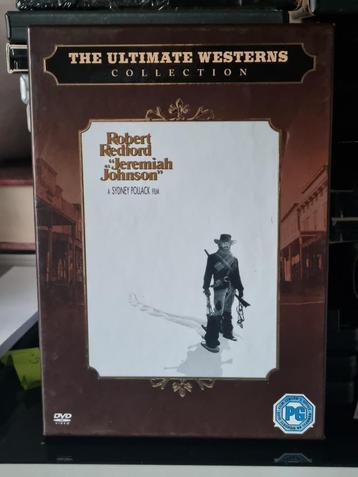 THE ULTIMATE WESTERNS
COLLECTION
Robert
Redford
"Jeremiah
Johnson"
A SYDNEY POLLACK FILM
DVD
VIDEO
PG